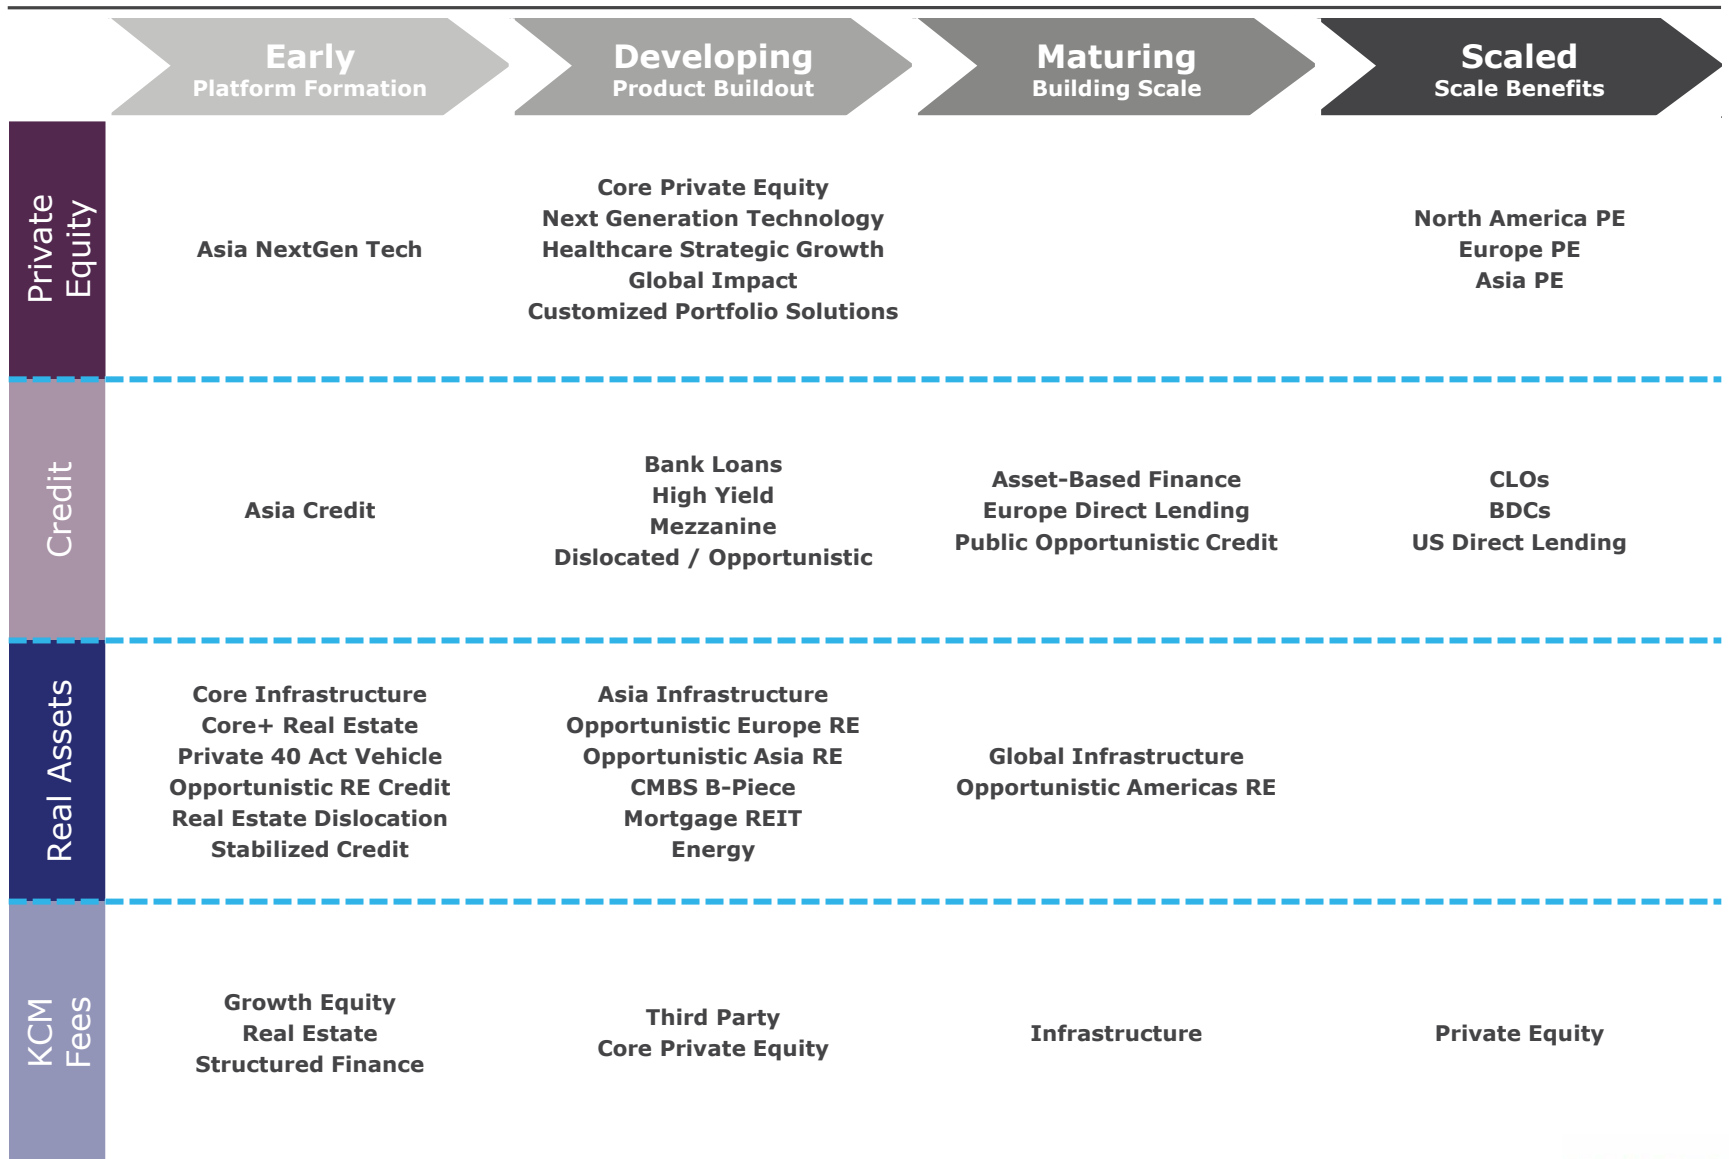 Early
Platform Formation
Developing
Product Buildout
Maturing
Building Scale
Scaled
Scale Benefits
Private
Equity
Asia NextGen Tech
Core Private Equity
Next Generation Technology
Healthcare Strategic Growth
Global Impact
Customized Portfolio Solutions
North America PE
Europe PE
Asia PE
Credit
Asia Credit
Bank Loans
High Yield
Mezzanine
Dislocated / Opportunistic
Asset-Based Finance
Europe Direct Lending
Public Opportunistic Credit
CLOs
BDCs
US Direct Lending
Real Assets
Core Infrastructure
Core+ Real Estate
Private 40 Act Vehicle
Opportunistic RE Credit
Real Estate Dislocation
Stabilized Credit
Asia Infrastructure
Opportunistic Europe RE
Opportunistic Asia RE
CMBS B-Piece
Mortgage REIT
Energy
Global Infrastructure
Opportunistic Americas RE
KCM
Fees
Growth Equity
Real Estate
Structured Finance
Third Party
Core Private Equity
Infrastructure
Private Equity